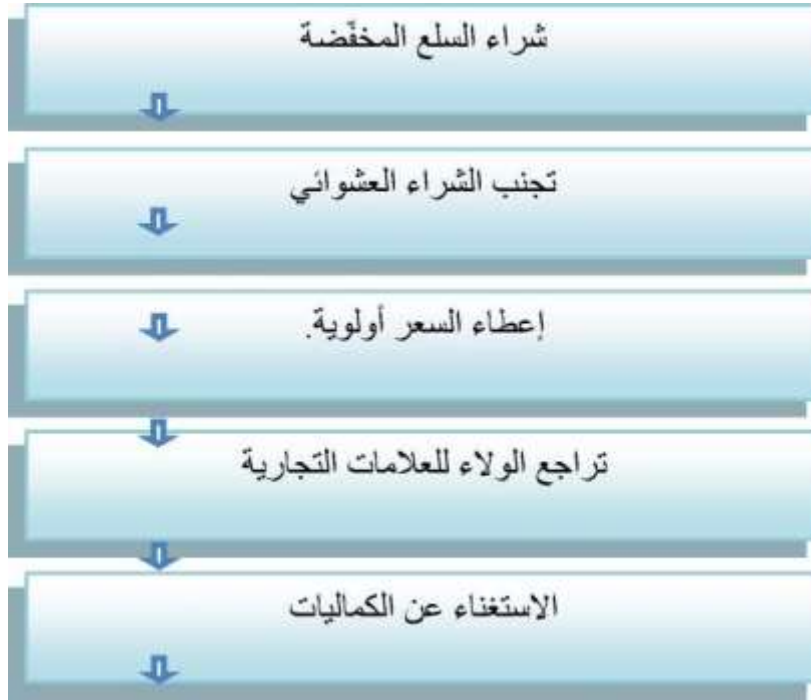 شراء السلع المخفّضة
تجنب الشراء العشوائي
إعطاء السعر أولوية.
تراجع الولاء للعلامات التجارية
الاستغناء عن الكماليات